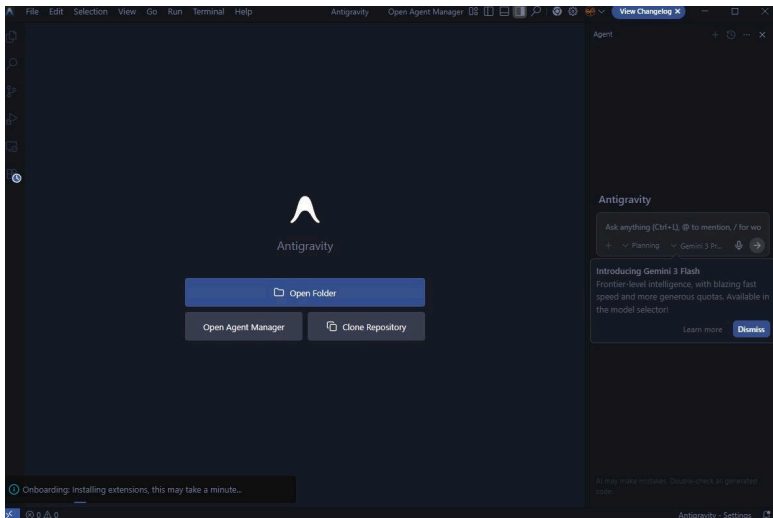 File Edit Selection View Go Run Terminal Help Antigravity Open Agent Manager View Changelog ×
Agent
Antigravity
Ask anything (Ctrl+L), @ to mention, / for wo
Planning Gemini 3 Pr...
Introducing Gemini 3 Flash
Frontier-level intelligence, with blazing fast
speed and more generous quotas. Available in
the model selector!
Learn more Dismiss
Antigravity
Open Folder
Open Agent Manager Clone Repository
AI may make mistakes. Double-check all generated
code.
Onboarding: Installing extensions, this may take a minute...
0 0 Antigravity - Settings